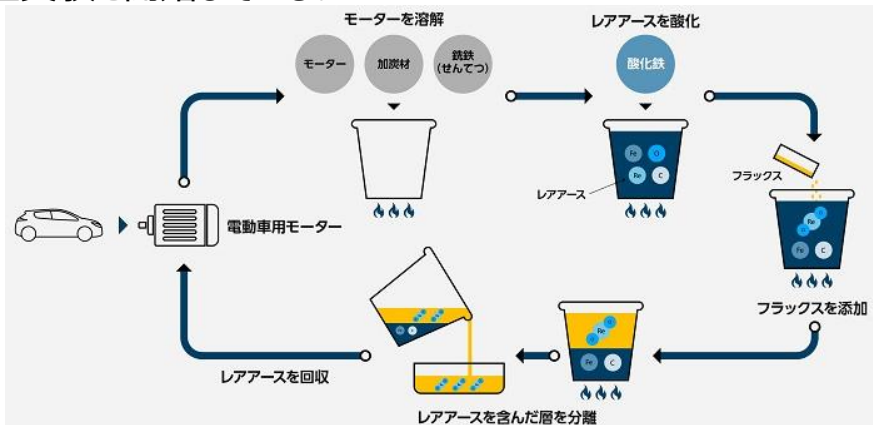 モーターを溶解
モーター
加炭材
銑鉄
(せんてつ)
レアアースを酸化
酸化鉄
Fe
O
Re
C
レアアース
フラックス
O
Re
O
Fe
C
フラックスを添加
電動車用モーター
O
Re
O
Fe
C
レアアースを含んだ層を分離
レアアースを回収